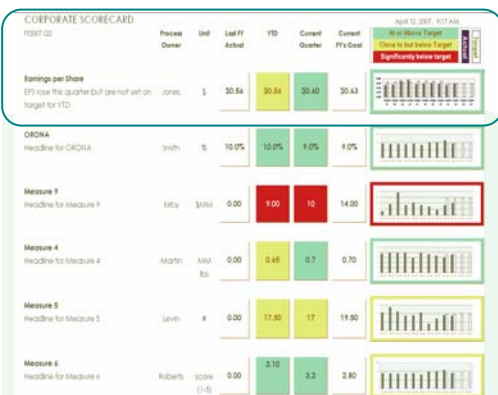 CORPORATE SCORECARD
April 12, 2007, 9:17 AM
FY2007 Q2
Process Owner
Unit
Last FY Actual
YTD
Current Quarter
Current FY's Goal
At or Above Target
Close to but below Target
Significantly below target
Actual
Target
Earnings per Share
EPS rose this quarter but are not yet on target for YTD
Jones
$
$0.56
$0.56
$0.60
$0.63
ORONA
Headline for ORONA
Smith
%
10.0%
10.0%
9.0%
9.0%
Measure 9
Headline for Measure 9
Kirby
$MM
0.00
9.00
10
14.00
Measure 4
Headline for Measure 4
Martin
MM lbs
0.00
0.65
0.7
0.70
Measure 5
Headline for Measure 5
Levin
#
0.00
17.50
17
19.50
Measure 6
Headline for Measure 6
Roberts
score (1-5)
0.00
3.10
3.2
2.80